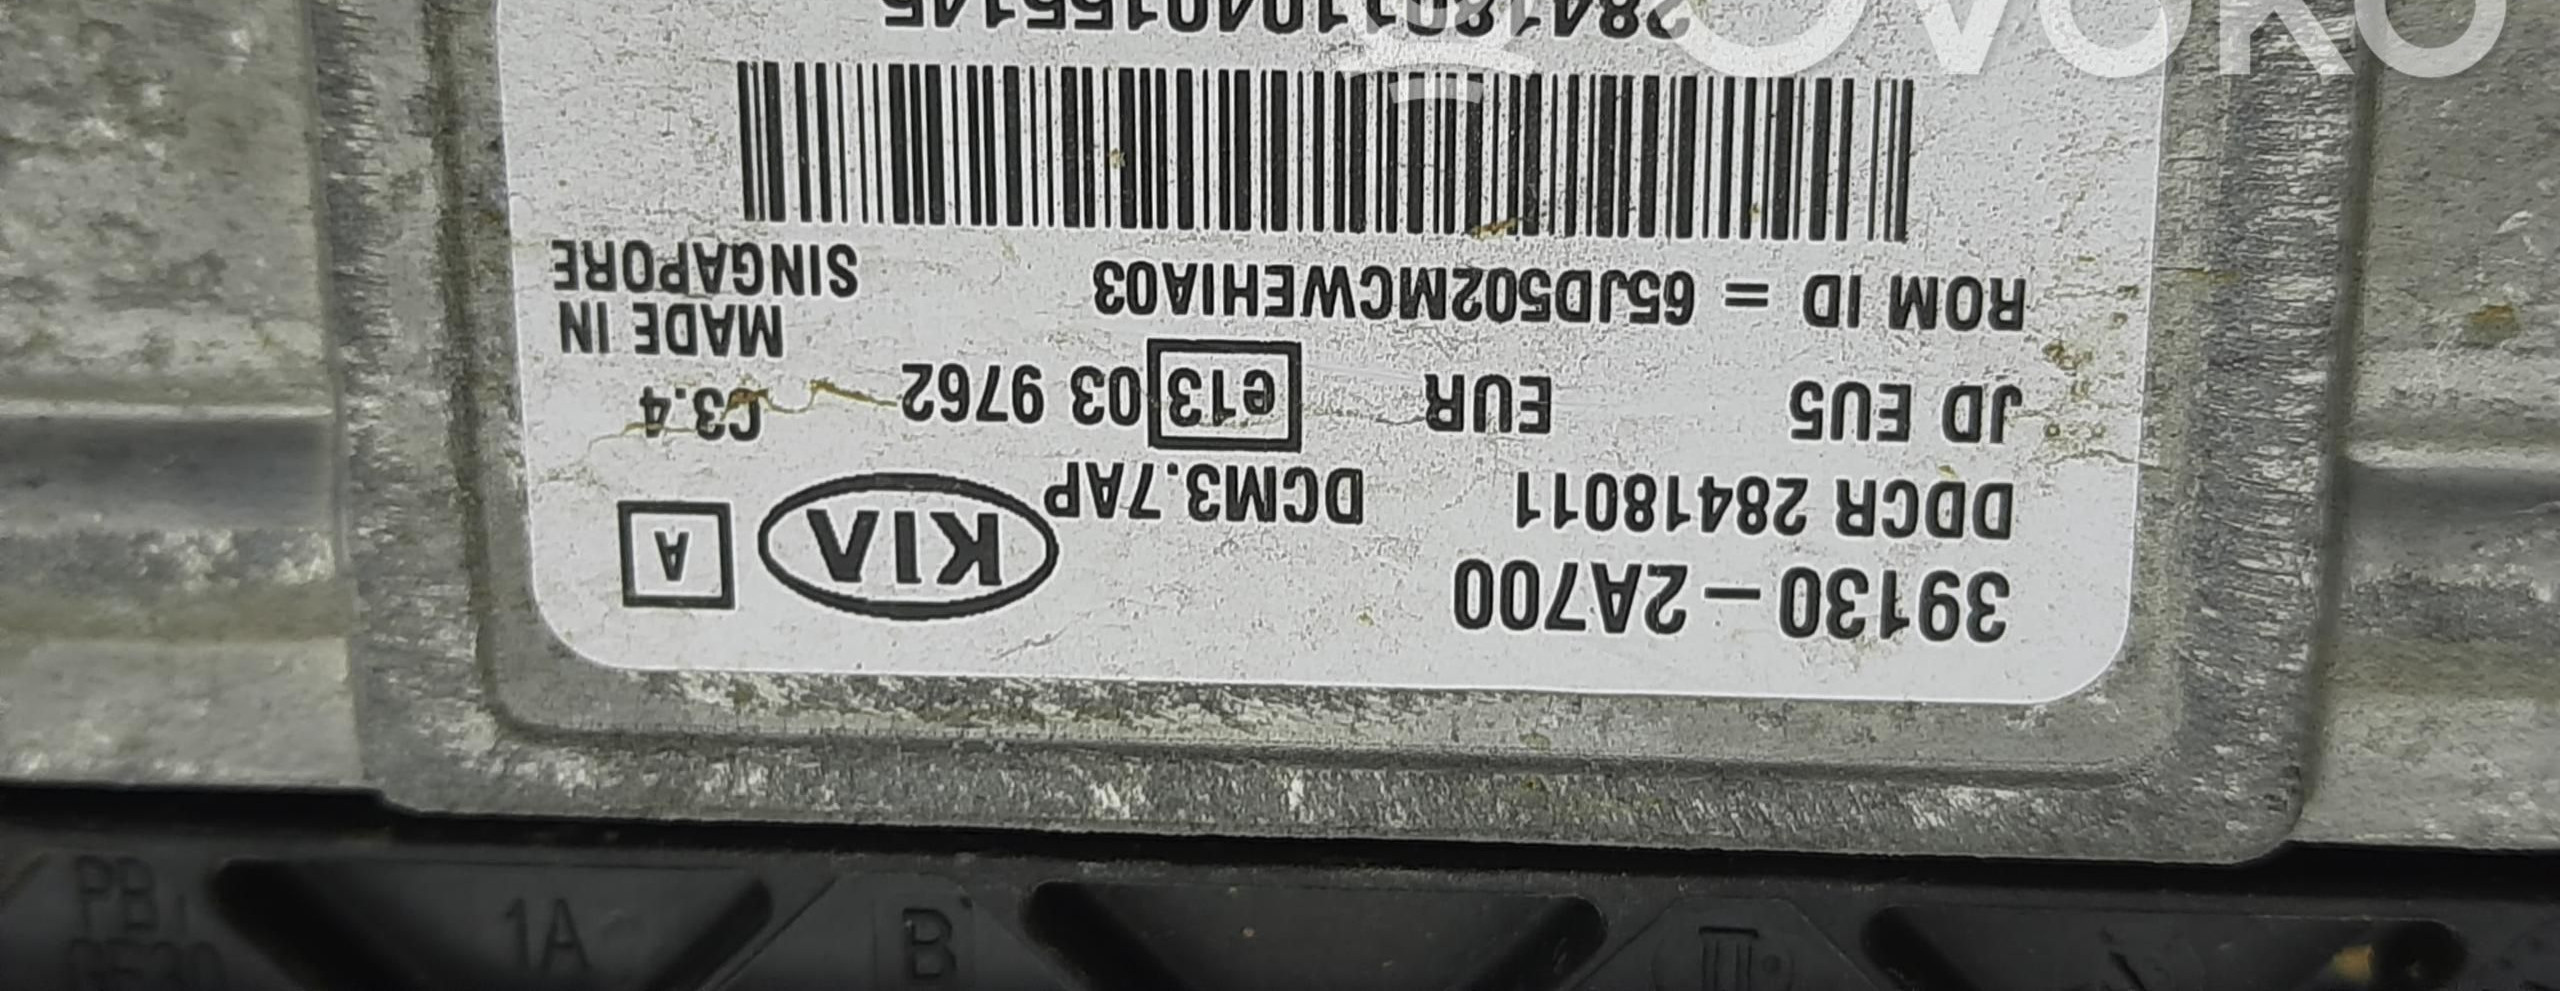 39130-2A700
KIA
A
DDCR 28418011
DCM3.7AP
JD EU5
EUR
e13 03 9762
C3.4
ROM ID = 65JD502MCWEHIA03
MADE IN
SINGAPORE
OVOKO
1A
B